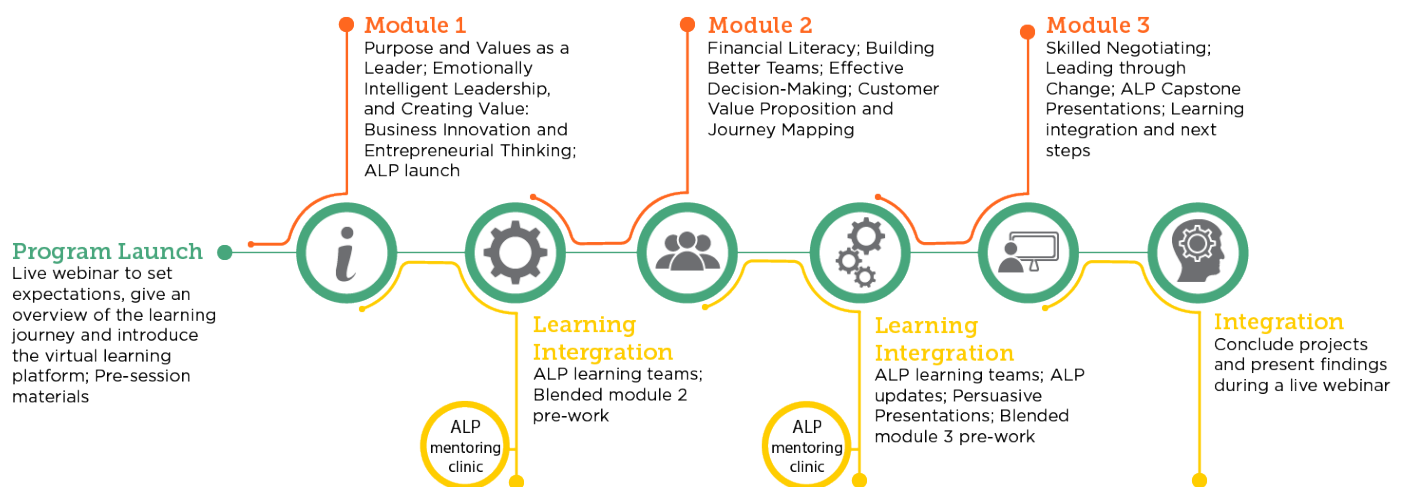 Program Launch
Live webinar to set
expectations, give an
overview of the learning
journey and introduce
the virtual learning
platform; Pre-session
materials
Module 1
Purpose and Values as a
Leader; Emotionally
Intelligent Leadership,
and Creating Value:
Business Innovation and
Entrepreneurial Thinking;
ALP launch
Learning
Intergration
ALP learning teams;
Blended module 2
pre-work
ALP
mentoring
clinic
Module 2
Financial Literacy; Building
Better Teams; Effective
Decision-Making; Customer
Value Proposition and
Journey Mapping
Learning
Intergration
ALP learning teams; ALP
updates; Persuasive
Presentations; Blended
module 3 pre-work
ALP
mentoring
clinic
Module 3
Skilled Negotiating;
Leading through
Change; ALP Capstone
Presentations; Learning
integration and next
steps
Integration
Conclude projects
and present findings
during a live webinar
i